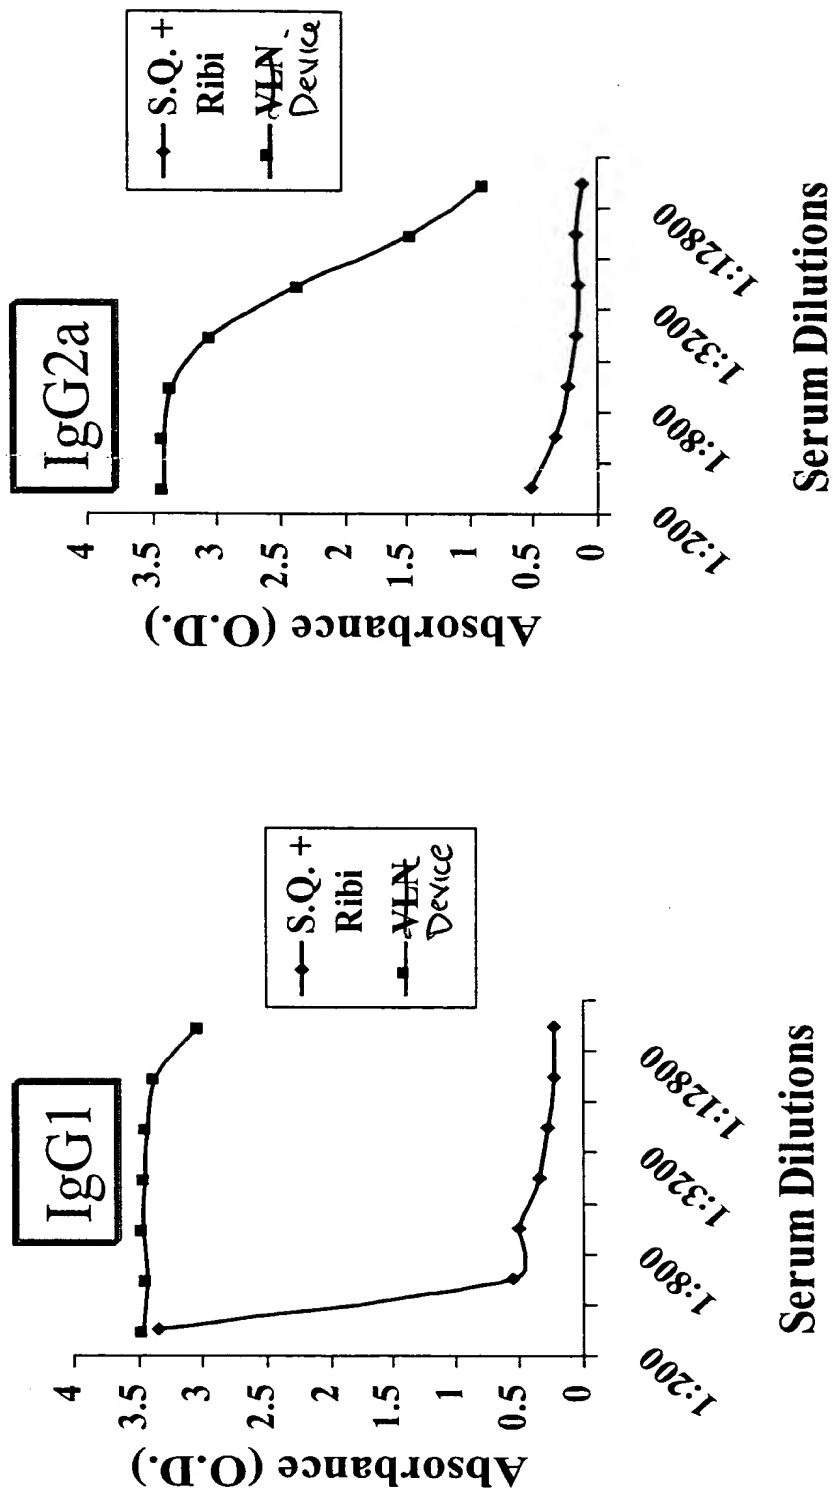 IgG1
Absorbance (O.D.)
4
3.5
3
2.5
2
1.5
1
0.5
0
1:200
1:800
1:3200
1:12800
Serum Dilutions
S.Q. +
Ribi
VLN
Device
IgG2a
Absorbance (O.D.)
4
3.5
3
2.5
2
1.5
1
0.5
0
1:200
1:800
1:3200
1:12800
Serum Dilutions
S.Q. +
Ribi
VLN
Device